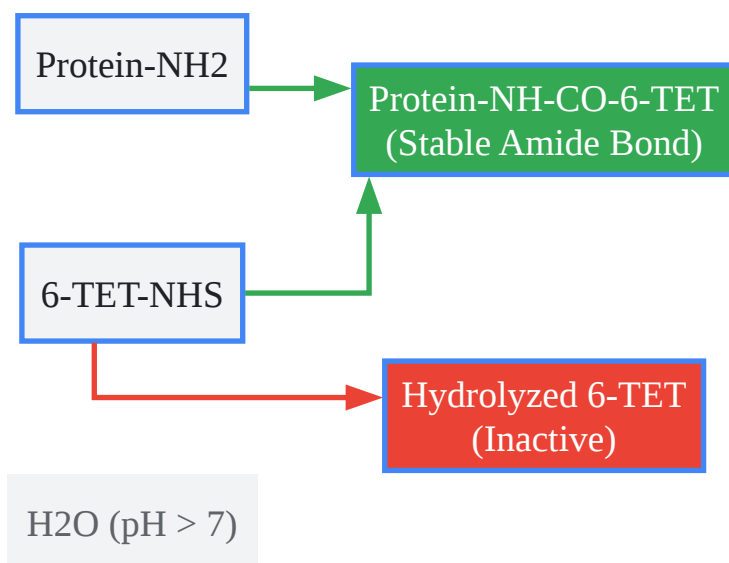 Protein-NH2
Protein-NH-CO-6-TET
(Stable Amide Bond)
6-TET-NHS
Hydrolyzed 6-TET
(Inactive)
H2O (pH > 7)